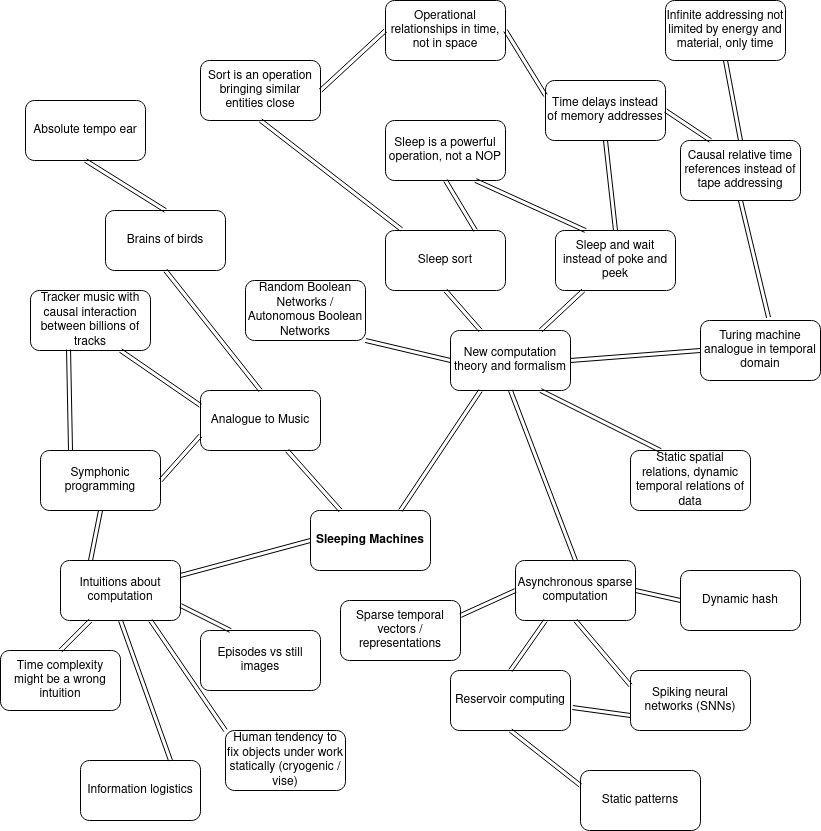 Operational
relationships in time,
not in space
Infinite addressing not
limited by energy and
material, only time
Sort is an operation
bringing similar
entities close
Time delays instead
of memory addresses
Absolute tempo ear
Sleep is a powerful
operation, not a NOP
Causal relative time
references instead of
tape addressing
Brains of birds
Sleep sort
Sleep and wait
instead of poke and
peek
Random Boolean
Networks /
Autonomous Boolean
Networks
Tracker music with
causal interaction
between billions of
tracks
New computation
theory and formalism
Turing machine
analogue in temporal
domain
Analogue to Music
Symphonic
programming
Static spatial
relations, dynamic
temporal relations of
data
Sleeping Machines
Intuitions about
computation
Asynchronous sparse
computation
Dynamic hash
Sparse temporal
vectors /
representations
Episodes vs still
images
Time complexity
might be a wrong
intuition
Reservoir computing
Spiking neural
networks (SNNs)
Human tendency to
fix objects under work
statically (cryogenic /
vise)
Information logistics
Static patterns